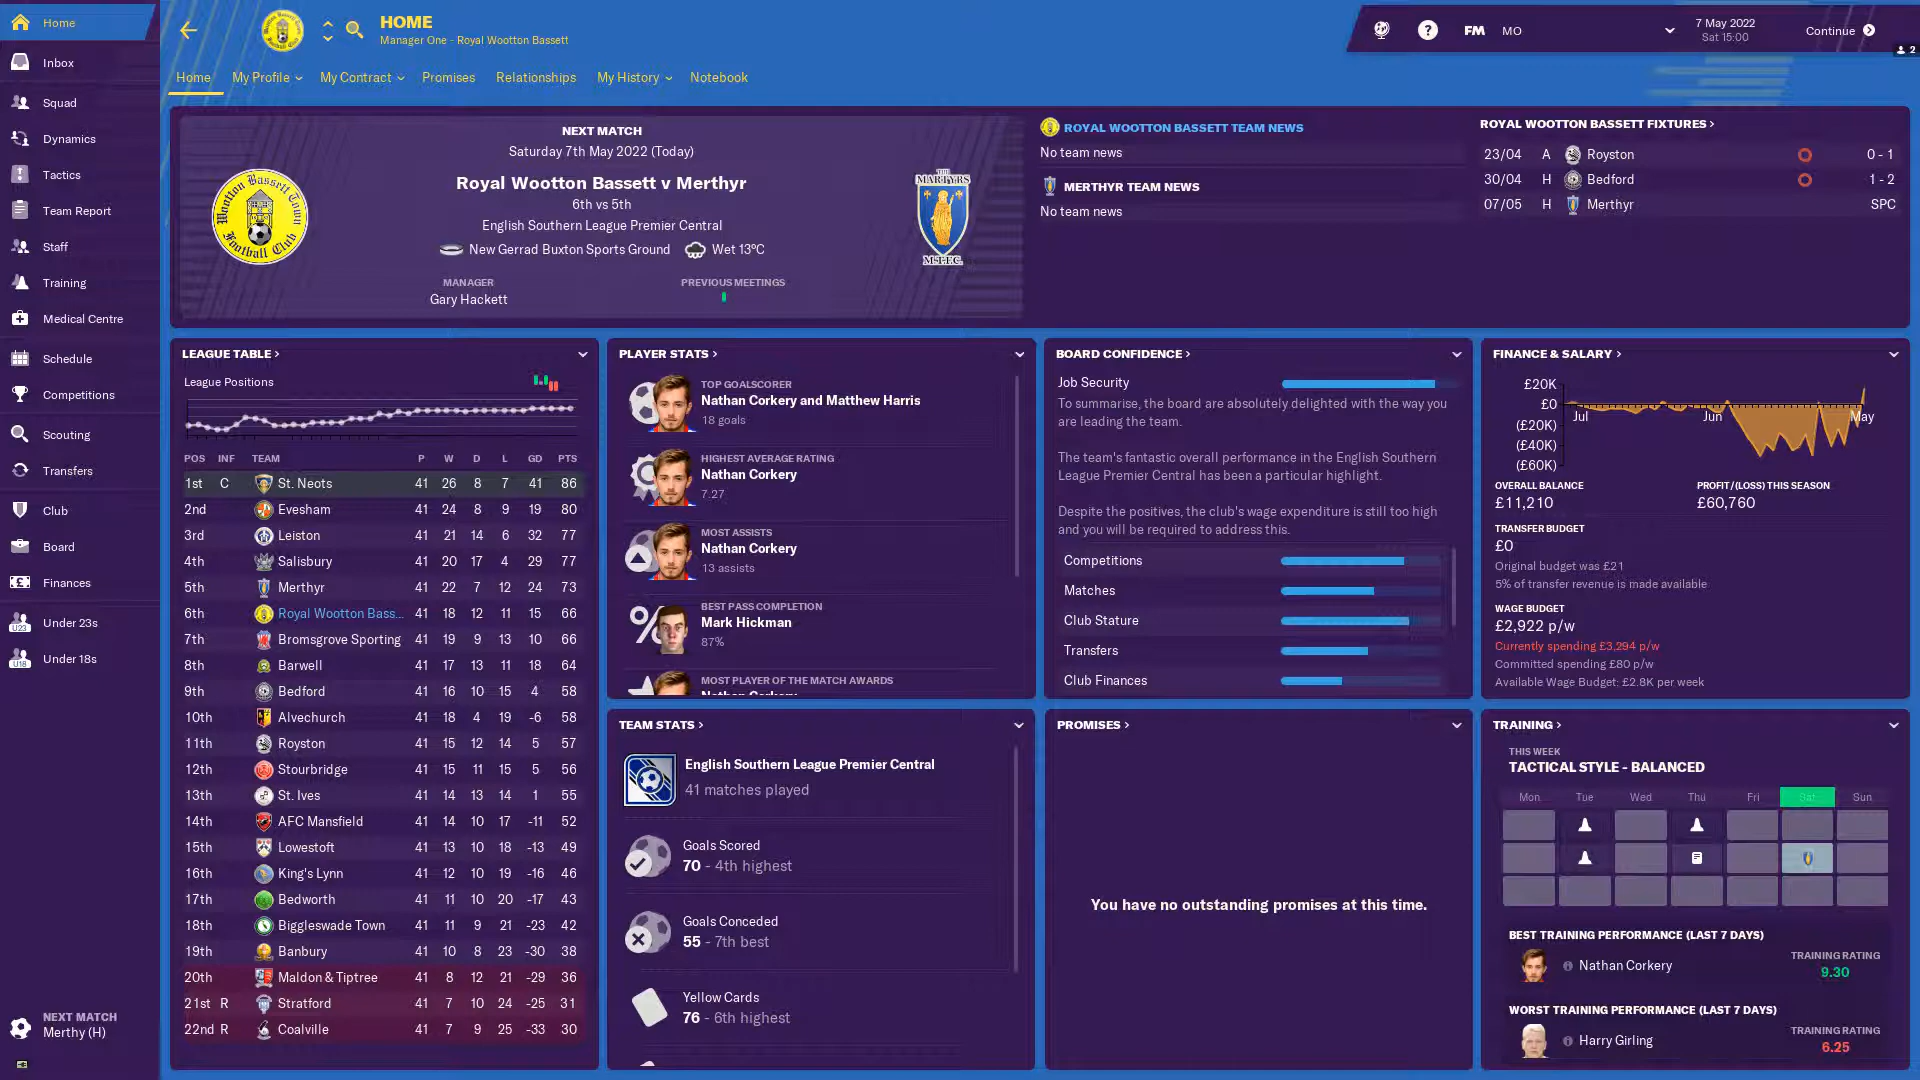 Home
Inbox
Squad
Dynamics
Tactics
Team Report
Staff
Training
Medical Centre
Schedule
Competitions
Scouting
Transfers
Club
Board
Finances
U23
Under 23s
U18
Under 18s
NEXT MATCH
Merthy (H)
HOME
Manager One - Royal Wootton Bassett
Home My Profile My Contract Promises Relationships My History Notebook
? FM MO
7 May 2022
Sat 15:00
Continue
2
NEXT MATCH
Saturday 7th May 2022 (Today)
Royal Wootton Bassett v Merthyr
6th vs 5th
English Southern League Premier Central
New Gerrad Buxton Sports Ground Wet 13ºC
MANAGER
Gary Hackett
PREVIOUS MEETINGS
Wootton Bassett Town
Football Club
THE
MARTYRS
M.S.F.C.
ROYAL WOOTTON BASSETT TEAM NEWS
No team news
MERTHYR TEAM NEWS
No team news
ROYAL WOOTTON BASSETT FIXTURES >
23/04 A Royston 0 - 1
30/04 H Bedford 1 - 2
07/05 H Merthyr SPC
LEAGUE TABLE >
League Positions
POS INF TEAM P W D L GD PTS
1st C St. Neots 41 26 8 7 41 86
2nd Evesham 41 24 8 9 19 80
3rd Leiston 41 21 14 6 32 77
4th Salisbury 41 20 17 4 29 77
5th Merthyr 41 22 7 12 24 73
6th Royal Wootton Bass... 41 18 12 11 15 66
7th Bromsgrove Sporting 41 19 9 13 10 66
8th Barwell 41 17 13 11 18 64
9th Bedford 41 16 10 15 4 58
10th Alvechurch 41 18 4 19 -6 58
11th Royston 41 15 12 14 5 57
12th Stourbridge 41 15 11 15 5 56
13th St. Ives 41 14 13 14 1 55
14th AFC Mansfield 41 14 10 17 -11 52
15th Lowestoft 41 13 10 18 -13 49
16th King's Lynn 41 12 10 19 -16 46
17th Bedworth 41 11 10 20 -17 43
18th Biggleswade Town 41 11 9 21 -23 42
19th Banbury 41 10 8 23 -30 38
20th Maldon & Tiptree 41 8 12 21 -29 36
21st R Stratford 41 7 10 24 -25 31
22nd R Coalville 41 7 9 25 -33 30
PLAYER STATS >
TOP GOALSCORER
Nathan Corkery and Matthew Harris
18 goals
HIGHEST AVERAGE RATING
Nathan Corkery
7.27
MOST ASSISTS
Nathan Corkery
13 assists
%
BEST PASS COMPLETION
Mark Hickman
87%
MOST PLAYER OF THE MATCH AWARDS
Nathan Corkery
TEAM STATS >
English Southern League Premier Central
41 matches played
Goals Scored
70 - 4th highest
Goals Conceded
55 - 7th best
Yellow Cards
76 - 6th highest
BOARD CONFIDENCE >
Job Security
To summarise, the board are absolutely delighted with the way you
are leading the team.
The team's fantastic overall performance in the English Southern
League Premier Central has been a particular highlight.
Despite the positives, the club's wage expenditure is still too high
and you will be required to address this.
Competitions
Matches
Club Stature
Transfers
Club Finances
PROMISES >
You have no outstanding promises at this time.
FINANCE & SALARY >
£20K
£0
(£20K)
(£40K)
(£60K)
Jul Jun May
OVERALL BALANCE
£11,210
PROFIT/(LOSS) THIS SEASON
£60,760
TRANSFER BUDGET
£0
Original budget was £21
5% of transfer revenue is made available
WAGE BUDGET
£2,922 p/w
Currently spending £3,294 p/w
Committed spending £80 p/w
Available Wage Budget: £2.8K per week
TRAINING >
THIS WEEK
TACTICAL STYLE - BALANCED
Mon Tue Wed Thu Fri Sat Sun
BEST TRAINING PERFORMANCE (LAST 7 DAYS)
Nathan Corkery
TRAINING RATING
9.30
WORST TRAINING PERFORMANCE (LAST 7 DAYS)
Harry Girling
TRAINING RATING
6.25